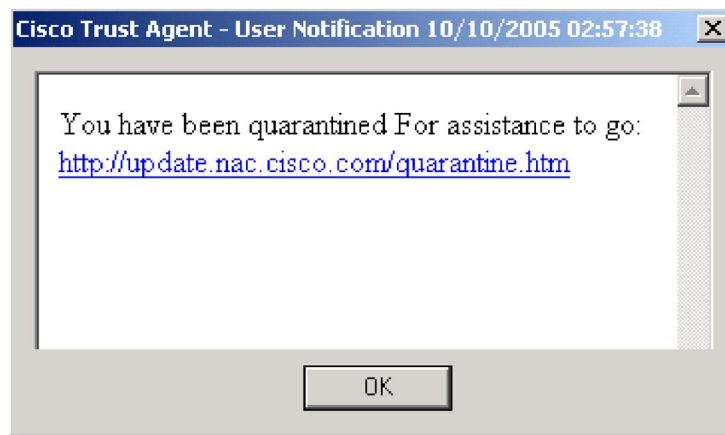 Cisco Trust Agent - User Notification 10/10/2005 02:57:38
You have been quarantined For assistance to go:
http://update.nac.cisco.com/quarantine.htm
OK